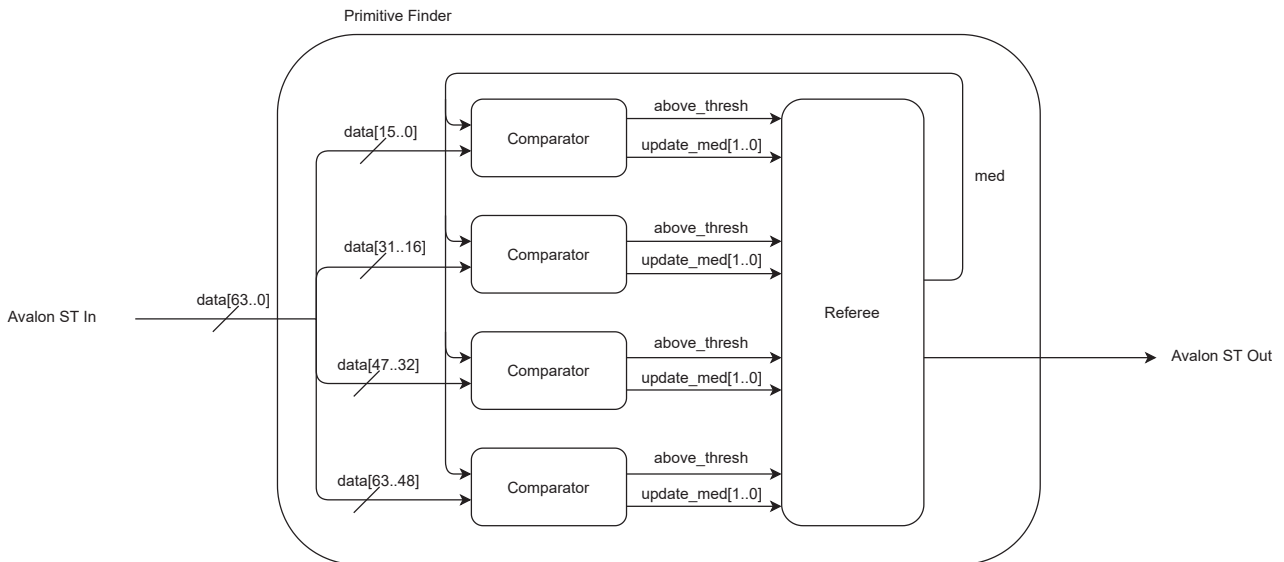 Primitive Finder
above_thresh
data[15..0]
Comparator
update_med[1..0]
med
above_thresh
data[31..16]
Comparator
update_med[1..0]
data[63..0]
Avalon ST In
Referee
above_thresh
Avalon ST Out
data[47..32]
Comparator
update_med[1..0]
above_thresh
data[63..48]
Comparator
update_med[1..0]